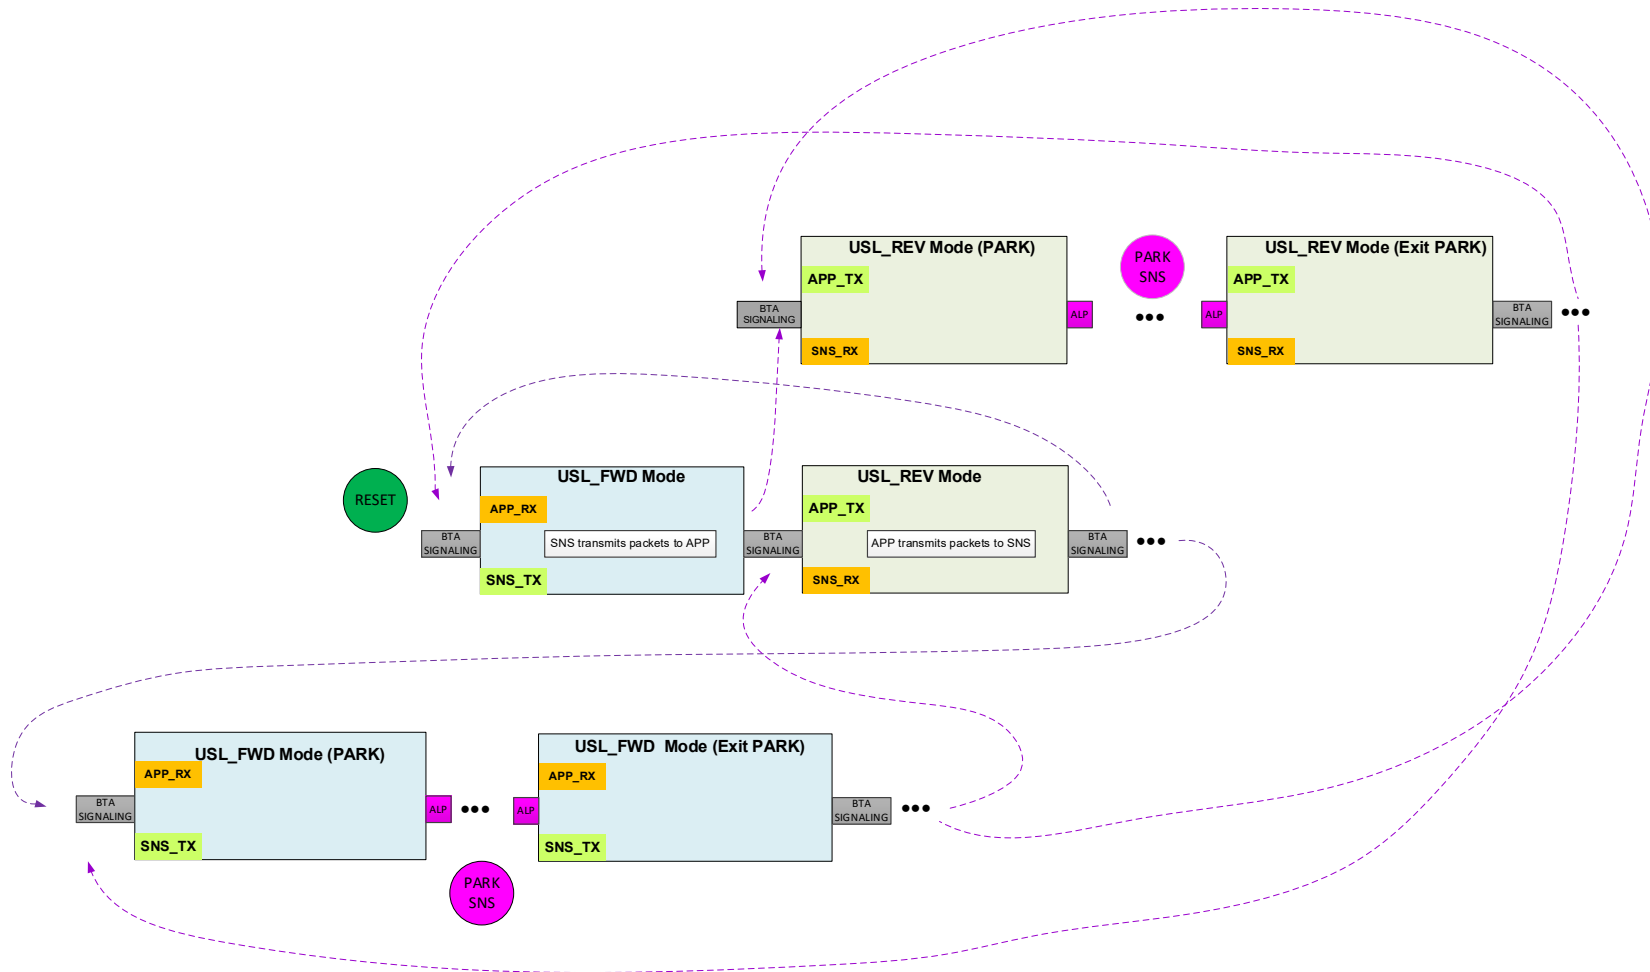 USL_REV Mode (PARK)
APP_TX
BTA
SIGNALING
SNS_RX
ALP
PARK
SNS
•••
ALP
USL_REV Mode (Exit PARK)
APP_TX
SNS_RX
BTA
SIGNALING
•••
RESET
BTA
SIGNALING
USL_FWD Mode
APP_RX
SNS transmits packets to APP
SNS_TX
BTA
SIGNALING
USL_REV Mode
APP_TX
APP transmits packets to SNS
SNS_RX
BTA
SIGNALING
•••
BTA
SIGNALING
USL_FWD Mode (PARK)
APP_RX
SNS_TX
ALP
•••
PARK
SNS
ALP
USL_FWD  Mode (Exit PARK)
APP_RX
SNS_TX
BTA
SIGNALING
•••